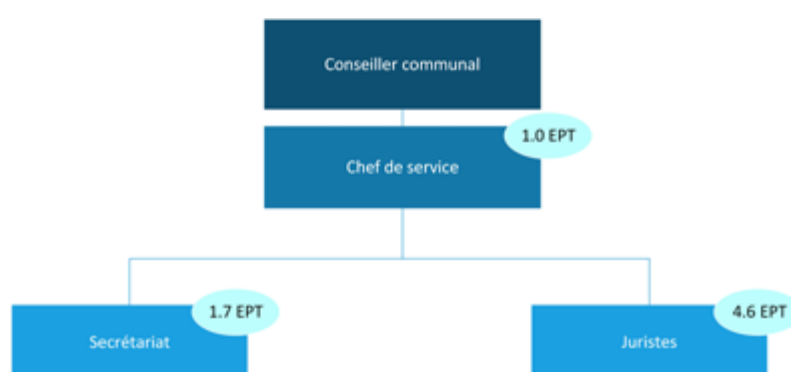 Conseiller communal
1.0 EPT
Chef de service
1.7 EPT
Secrétariat
4.6 EPT
Juristes